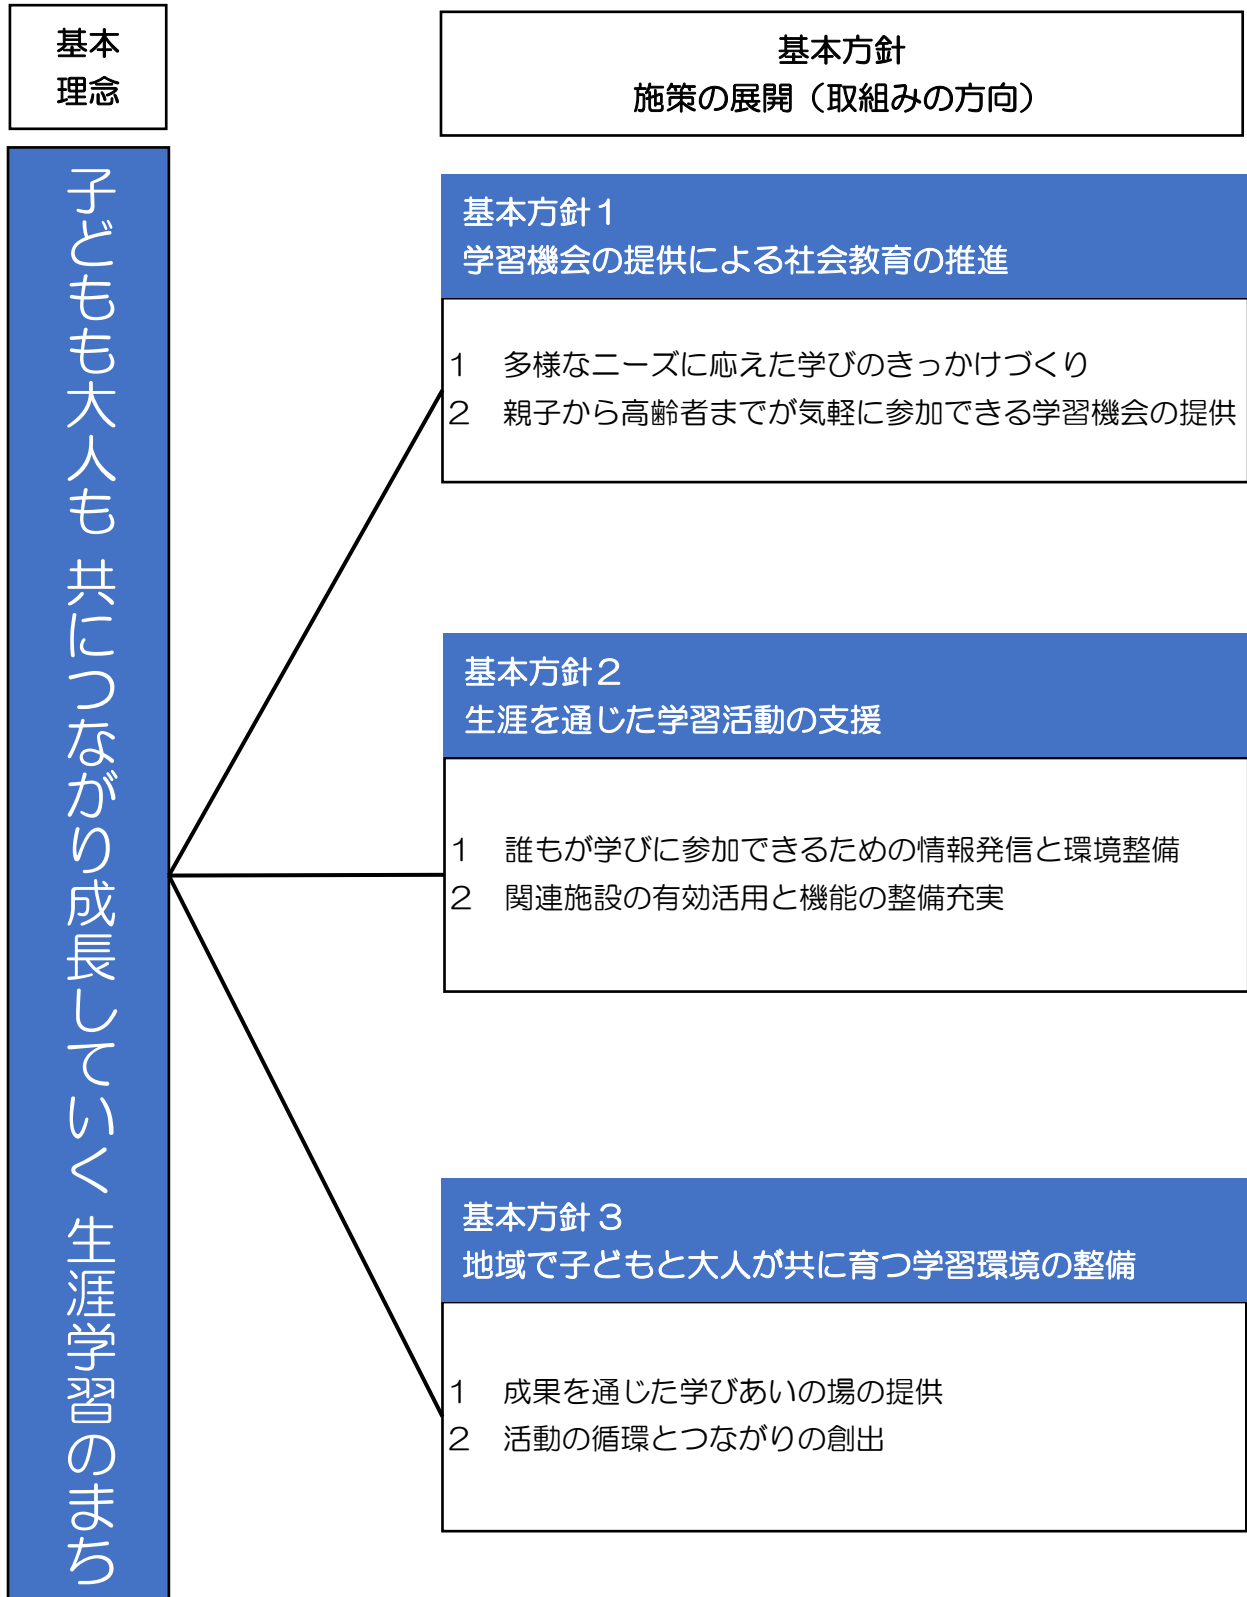 基本
理念
基本方針
施策の展開（取組みの方向）
子どもも大人も 共につながり成長していく 生涯学習のまち
基本方針１
学習機会の提供による社会教育の推進
１　多様なニーズに応えた学びのきっかけづくり
２　親子から高齢者までが気軽に参加できる学習機会の提供
基本方針２
生涯を通じた学習活動の支援
１　誰もが学びに参加できるための情報発信と環境整備
２　関連施設の有効活用と機能の整備充実
基本方針３
地域で子どもと大人が共に育つ学習環境の整備
１　成果を通じた学びあいの場の提供
２　活動の循環とつながりの創出